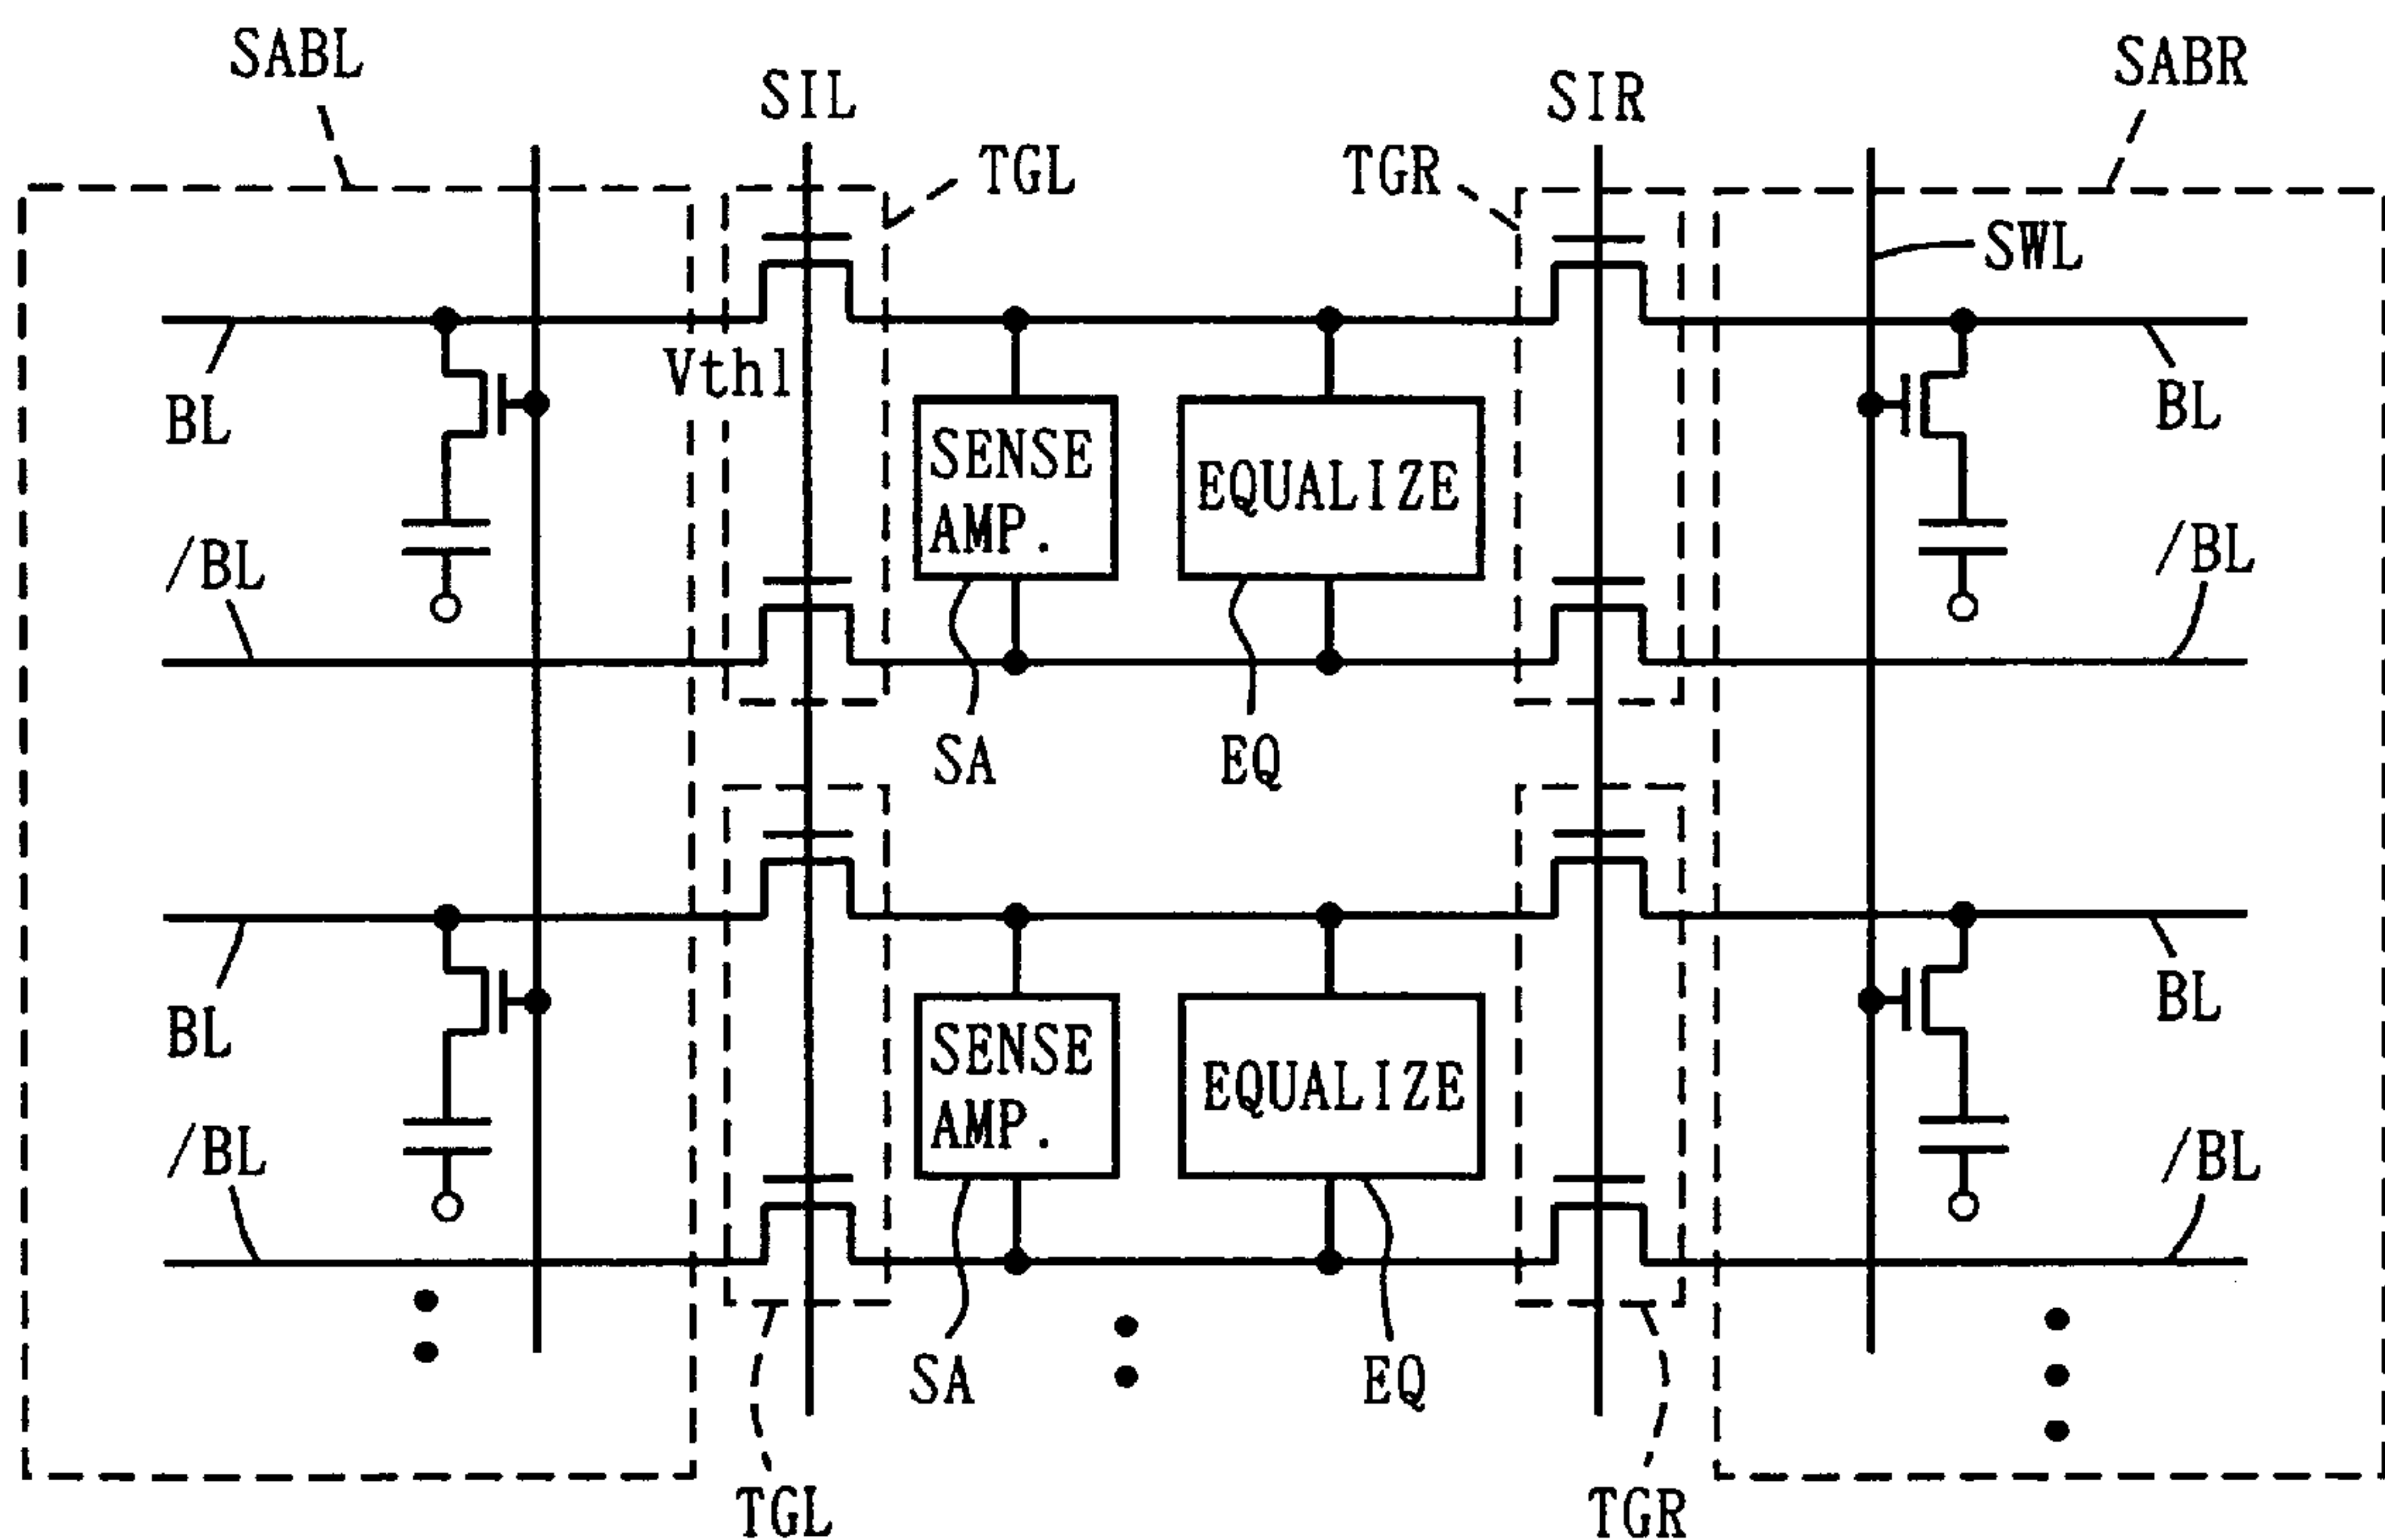 SABL
SIL
SIR
SABR
TGL
TGR
SWL
Vthl
BL
BL
SENSE
AMP.
EQUALIZE
/BL
/BL
SA
EQ
BL
BL
SENSE
AMP.
EQUALIZE
/BL
/BL
SA
EQ
TGL
TGR